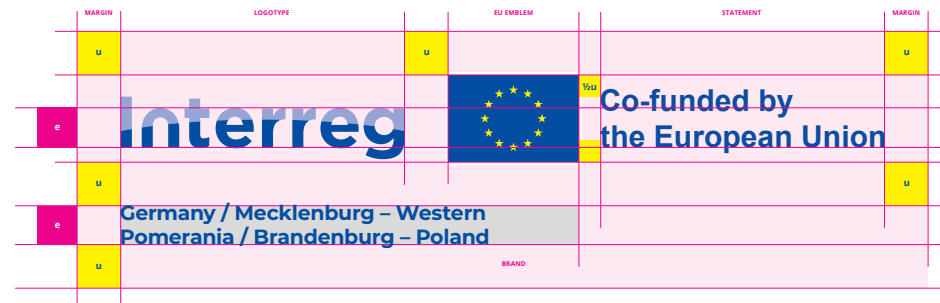 MARGIN LOGOTYPE EU EMBLEM STATEMENT MARGIN
u u u
½u
Interreg
Co-funded by
the European Union
e
u u
e
Germany / Mecklenburg – Western
Pomerania / Brandenburg – Poland
u
BRAND